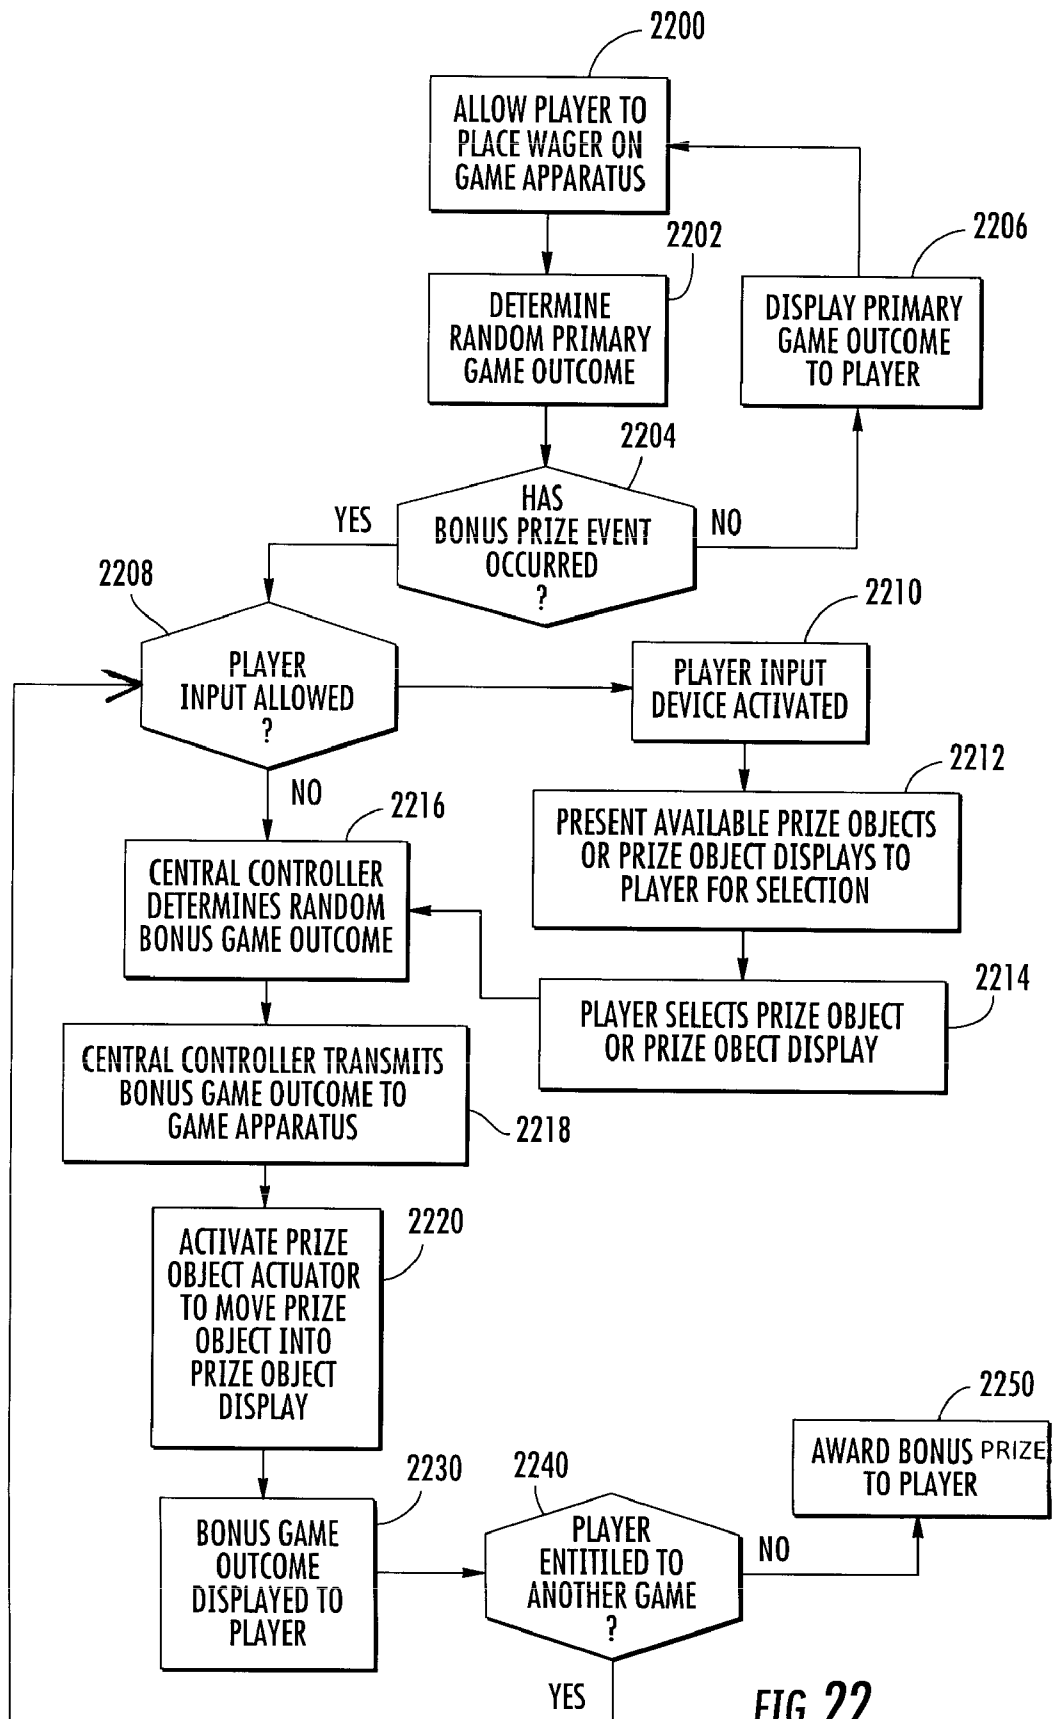 2200
ALLOW PLAYER TO
PLACE WAGER ON
GAME APPARATUS
2202
DETERMINE
RANDOM PRIMARY
GAME OUTCOME
2206
DISPLAY PRIMARY
GAME OUTCOME
TO PLAYER
2204
HAS
BONUS PRIZE EVENT
OCCURRED
?
YES
NO
2208
PLAYER
INPUT ALLOWED
?
NO
2210
PLAYER INPUT
DEVICE ACTIVATED
2212
PRESENT AVAILABLE PRIZE OBJECTS
OR PRIZE OBJECT DISPLAYS TO
PLAYER FOR SELECTION
2214
PLAYER SELECTS PRIZE OBJECT
OR PRIZE OBECT DISPLAY
2216
CENTRAL CONTROLLER
DETERMINES RANDOM
BONUS GAME OUTCOME
CENTRAL CONTROLLER TRANSMITS
BONUS GAME OUTCOME TO
GAME APPARATUS
2218
2220
ACTIVATE PRIZE
OBJECT ACTUATOR
TO MOVE PRIZE
OBJECT INTO
PRIZE OBJECT
DISPLAY
2230
BONUS GAME
OUTCOME
DISPLAYED TO
PLAYER
2240
PLAYER
ENTITILED TO
ANOTHER GAME
?
NO
YES
2250
AWARD BONUS PRIZE
TO PLAYER
FIG 22